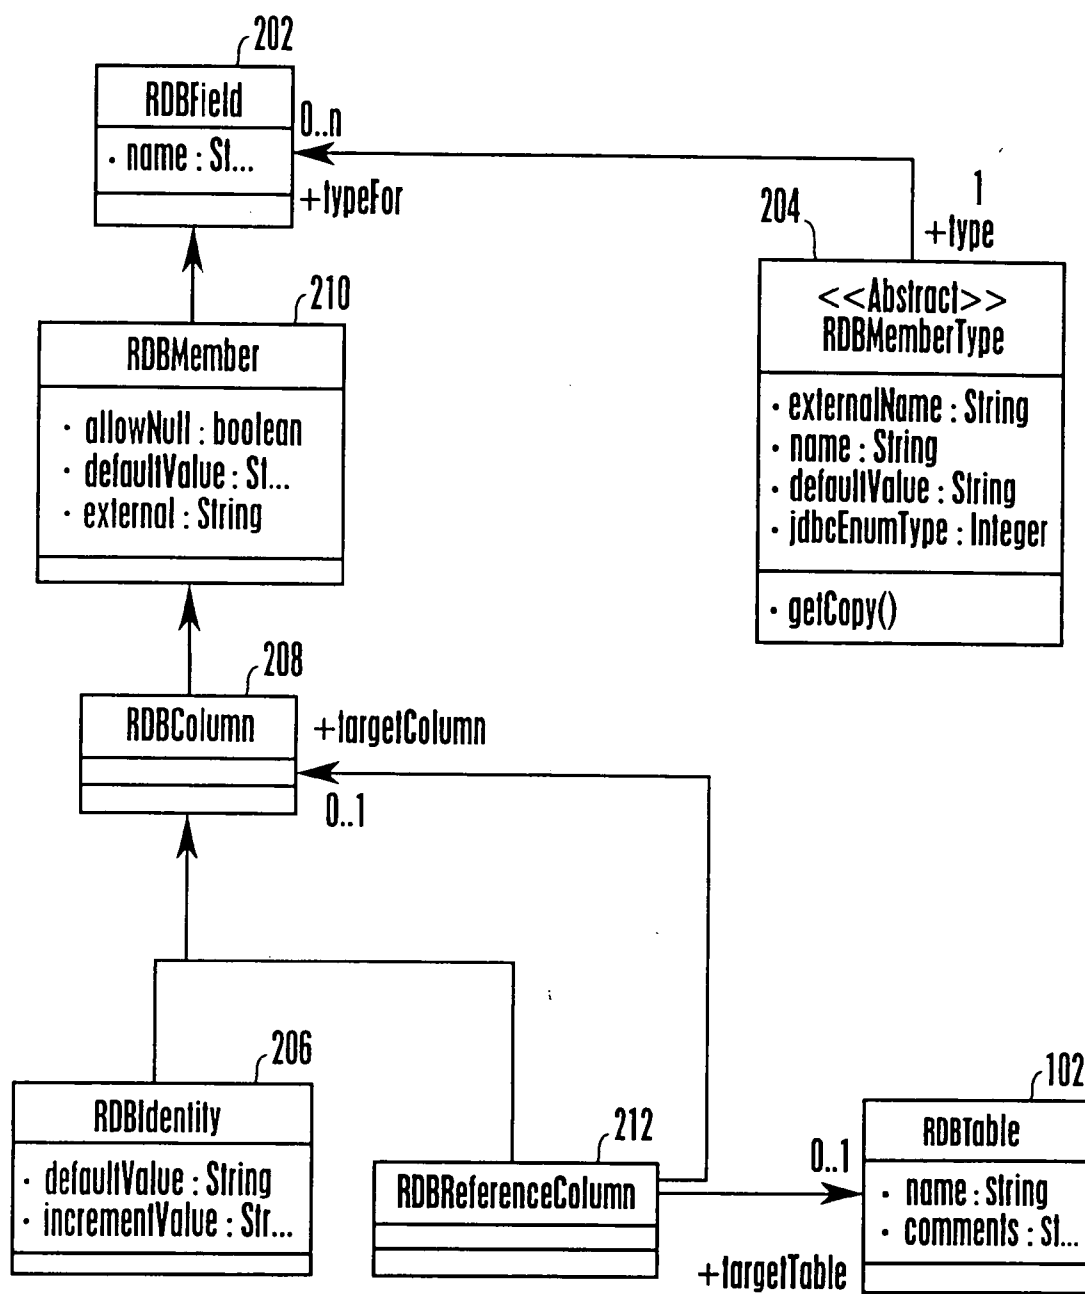 202
RDBField
· name : St...
0..n
+typeFor
204
1
+type
<<Abstract>>
RDBMemberType
· externalName : String
· name : String
· defaultValue : String
· jdbcEnumType : Integer
· getCopy()
210
RDBMember
· allowNull : boolean
· defaultValue : St...
· external : String
208
RDBColumn
+targetColumn
0..1
206
RDBIdentity
· defaultValue : String
· incrementValue : Str...
212
RDBReferenceColumn
0..1
+targetTable
102
RDBTable
· name : String
· comments : St...